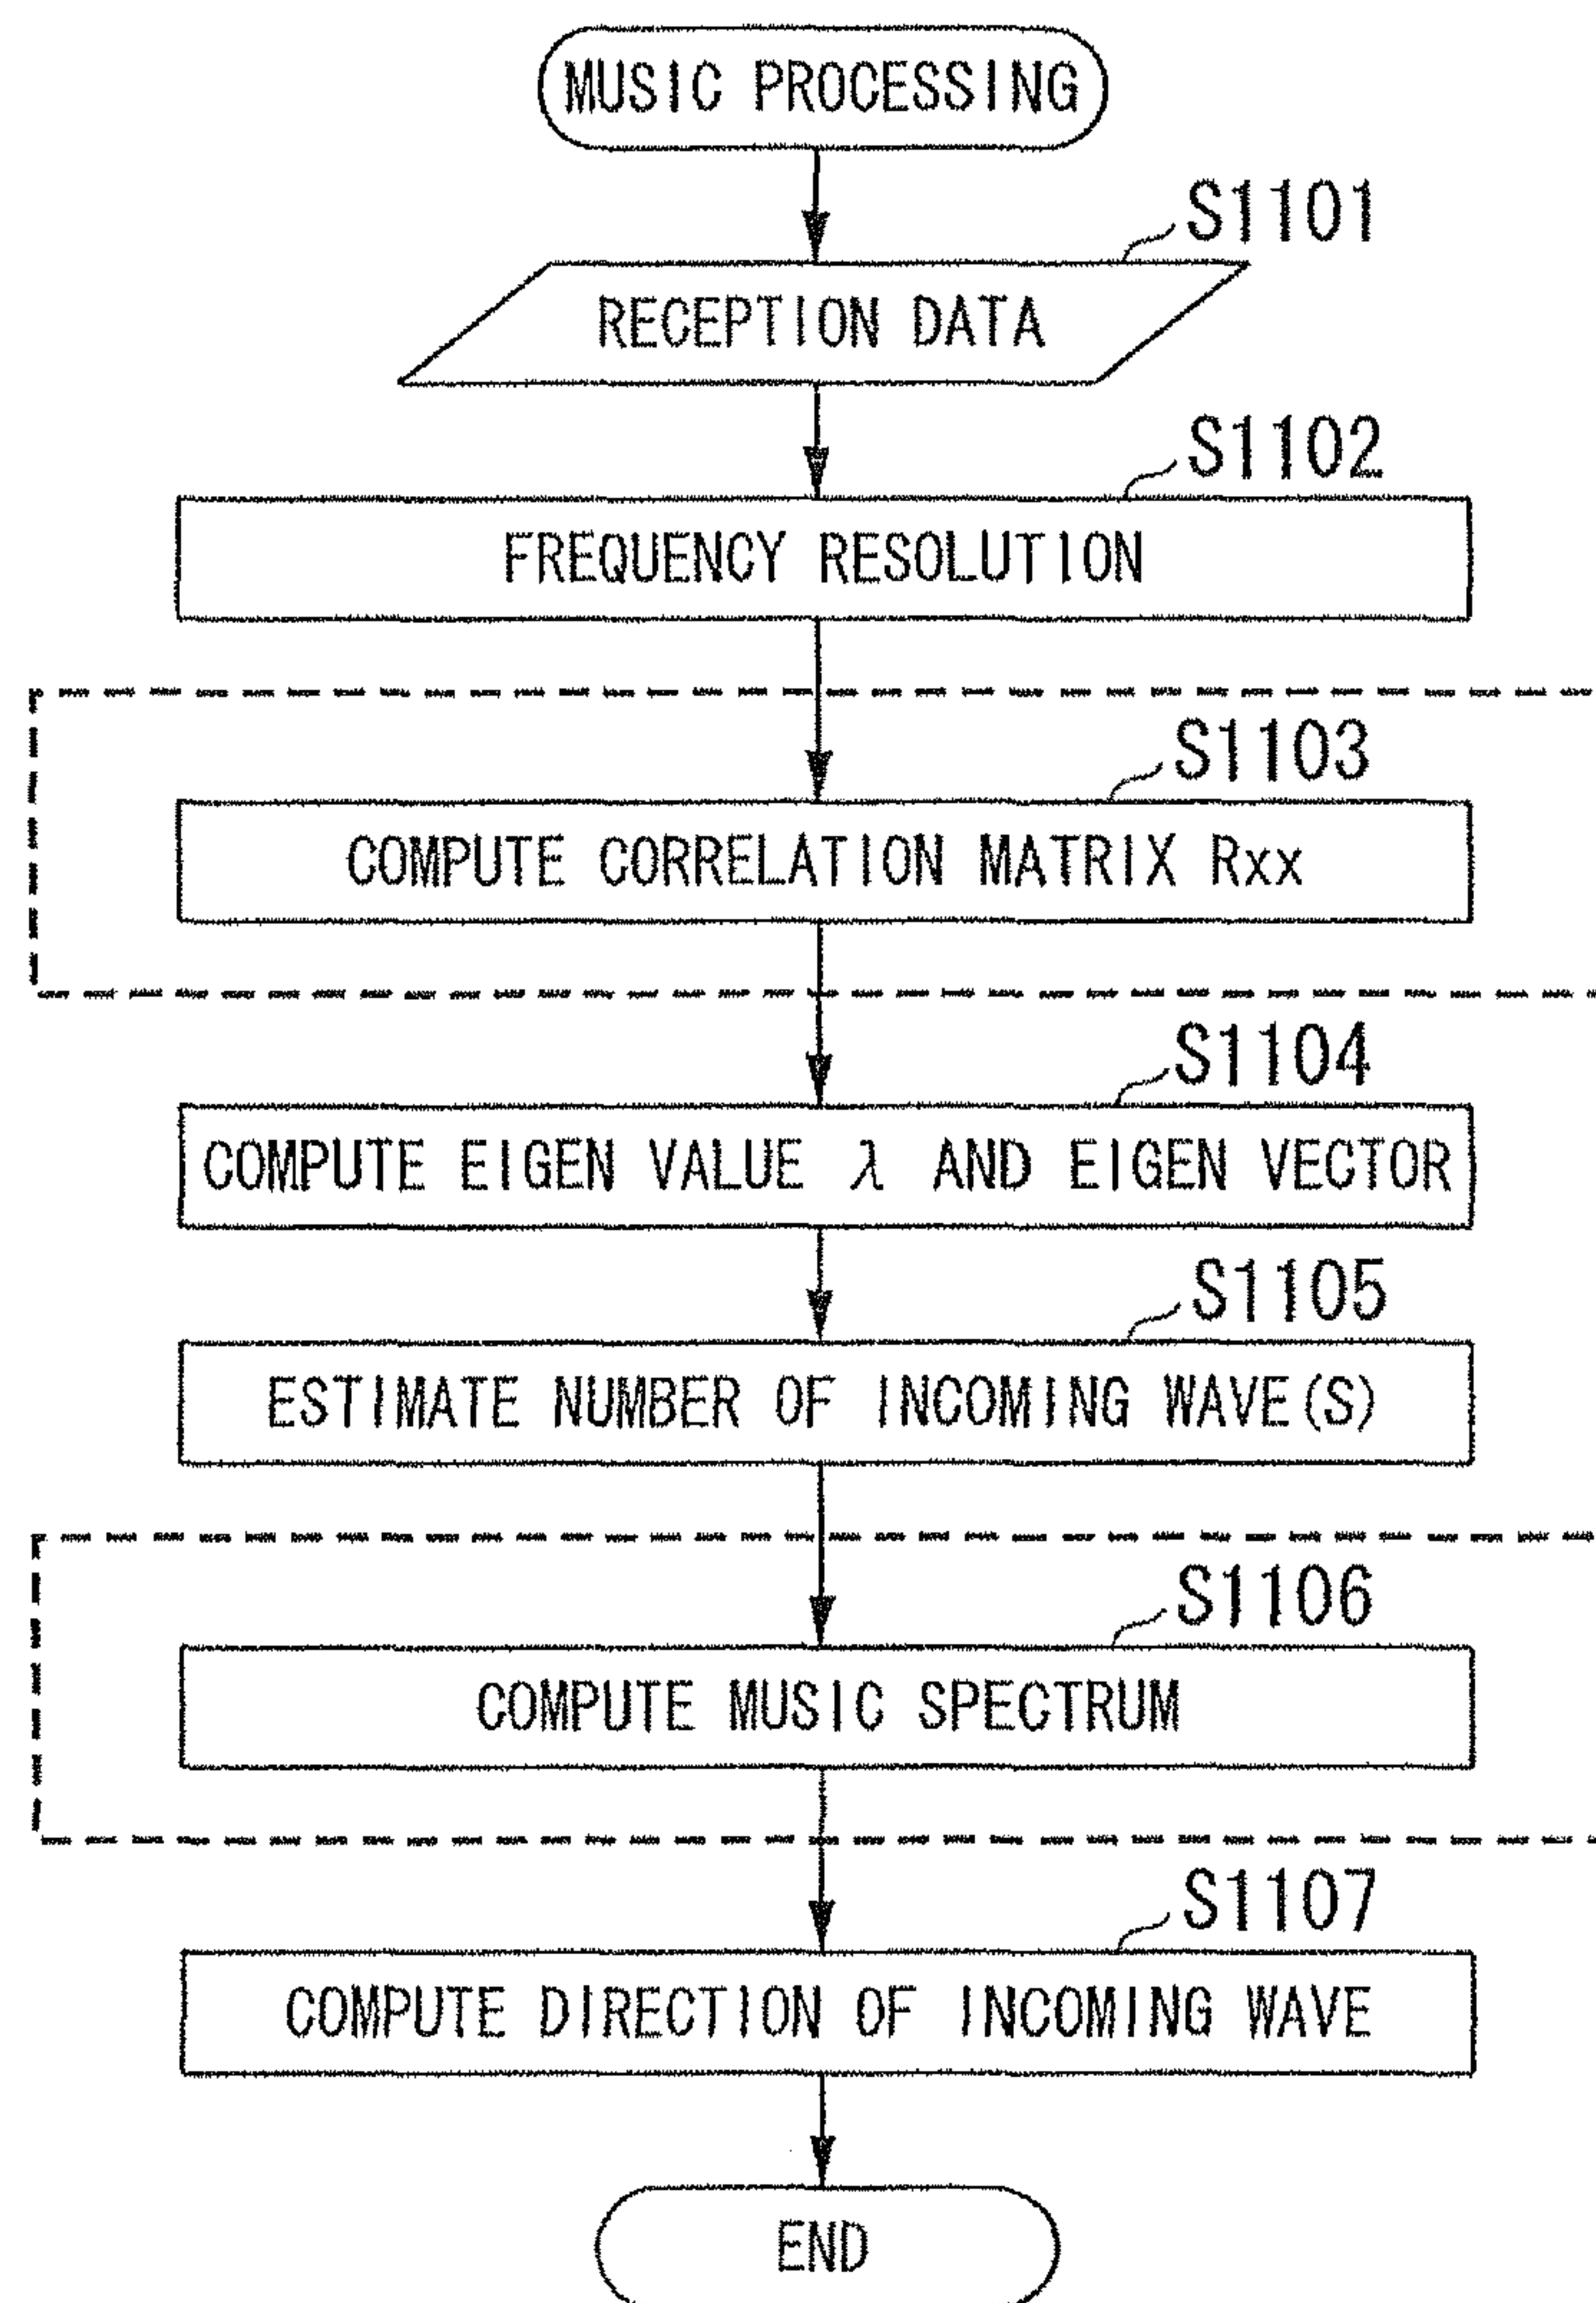 MUSIC PROCESSING
S1101
RECEPTION DATA
S1102
FREQUENCY RESOLUTION
S1103
COMPUTE CORRELATION MATRIX Rxx
S1104
COMPUTE EIGEN VALUE λ AND EIGEN VECTOR
S1105
ESTIMATE NUMBER OF INCOMING WAVE(S)
S1106
COMPUTE MUSIC SPECTRUM
S1107
COMPUTE DIRECTION OF INCOMING WAVE
END